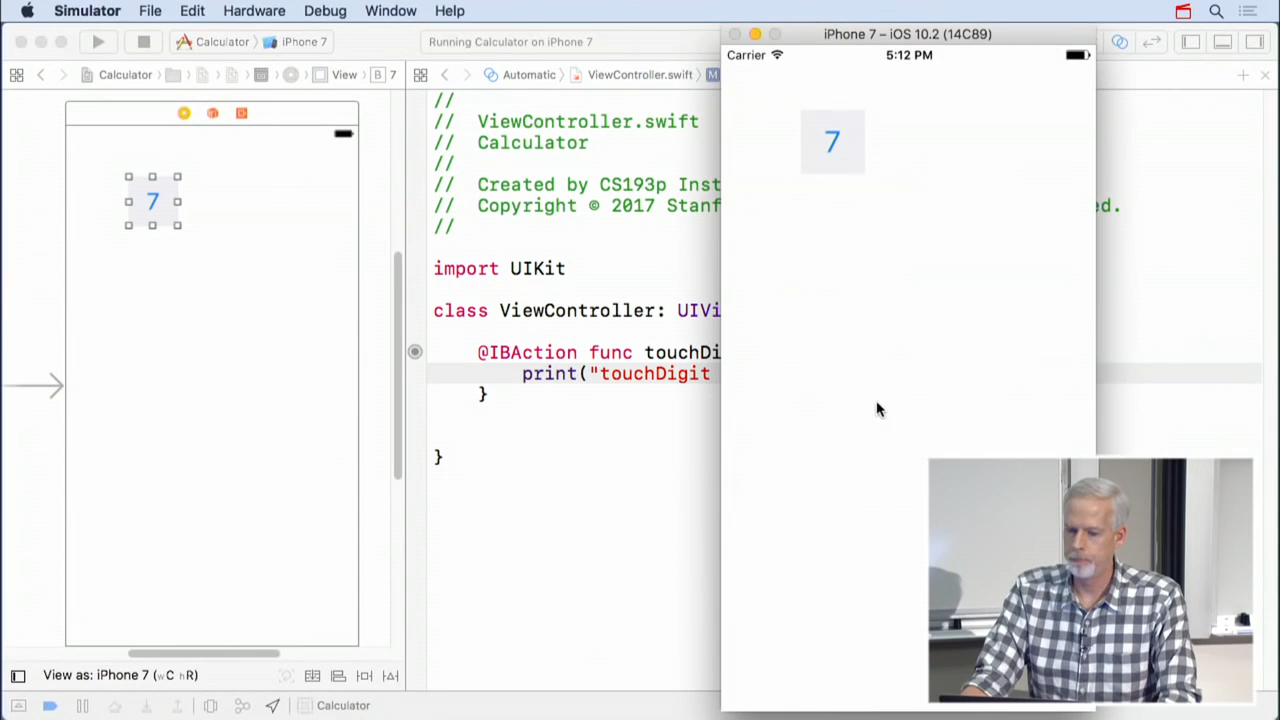 Simulator File Edit Hardware Debug Window Help
Calculator iPhone 7
Running Calculator on iPhone 7
iPhone 7 – iOS 10.2 (14C89)
Calculator View B 7
Automatic ViewController.swift M
Carrier 5:12 PM
7
7
//
// ViewController.swift
// Calculator
//
// Created by CS193p Inst
// Copyright © 2017 Stanf
ed.
//
import UIKit
class ViewController: UIVi
@IBAction func touchDi
print("touchDigit
}
}
View as: iPhone 7 (wC hR)
Calculator